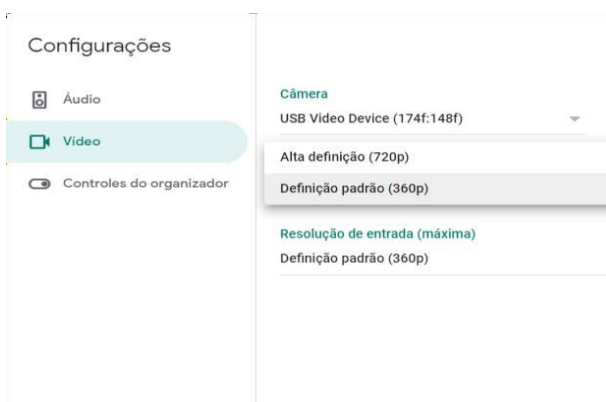 Configurações
Áudio
Vídeo
Controles do organizador
Câmera
USB Video Device (174f:148f)
Alta definição (720p)
Definição padrão (360p)
Resolução de entrada (máxima)
Definição padrão (360p)